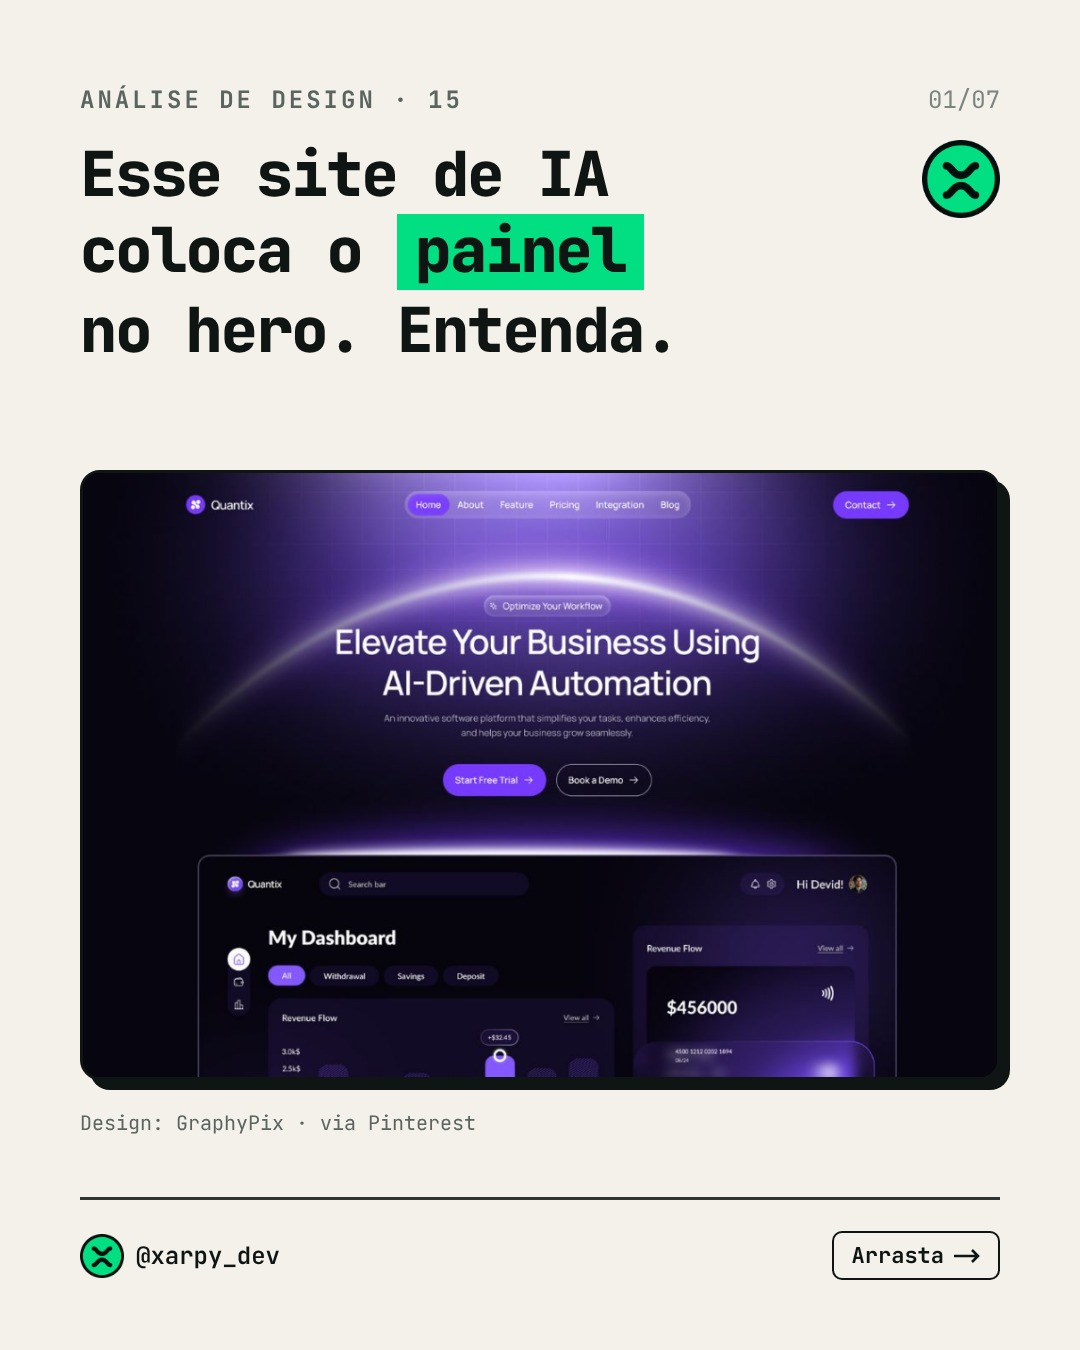 ANÁLISE DE DESIGN · 15
01/07
Esse site de IA
coloca o painel
no hero. Entenda.
Quantix
Home About Feature Pricing Integration Blog
Contact →
Optimize Your Workflow
Elevate Your Business Using
AI-Driven Automation
An innovative software platform that simplifies your tasks, enhances efficiency,
and helps your business grow seamlessly.
Start Free Trial →
Book a Demo →
Quantix
Search bar
Hi Devid!
My Dashboard
All Withdrawal Savings Deposit
Revenue Flow
View all →
+$32.45
3.0k$
2.5k$
Revenue Flow
View all →
$456000
4500 1212 0202 1894
Design: GraphyPix · via Pinterest
@xarpy_dev
Arrasta →